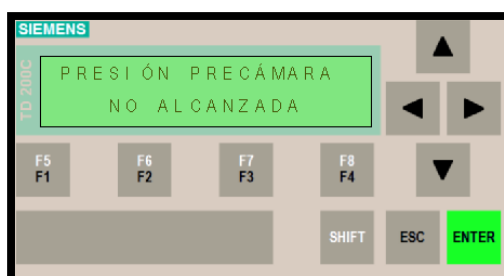 SIEMENS
TD 200C
PRESIÓN PRECÁMARA
NO ALCANZADA
F5 F6 F7 F8
F1 F2 F3 F4
SHIFT ESC ENTER